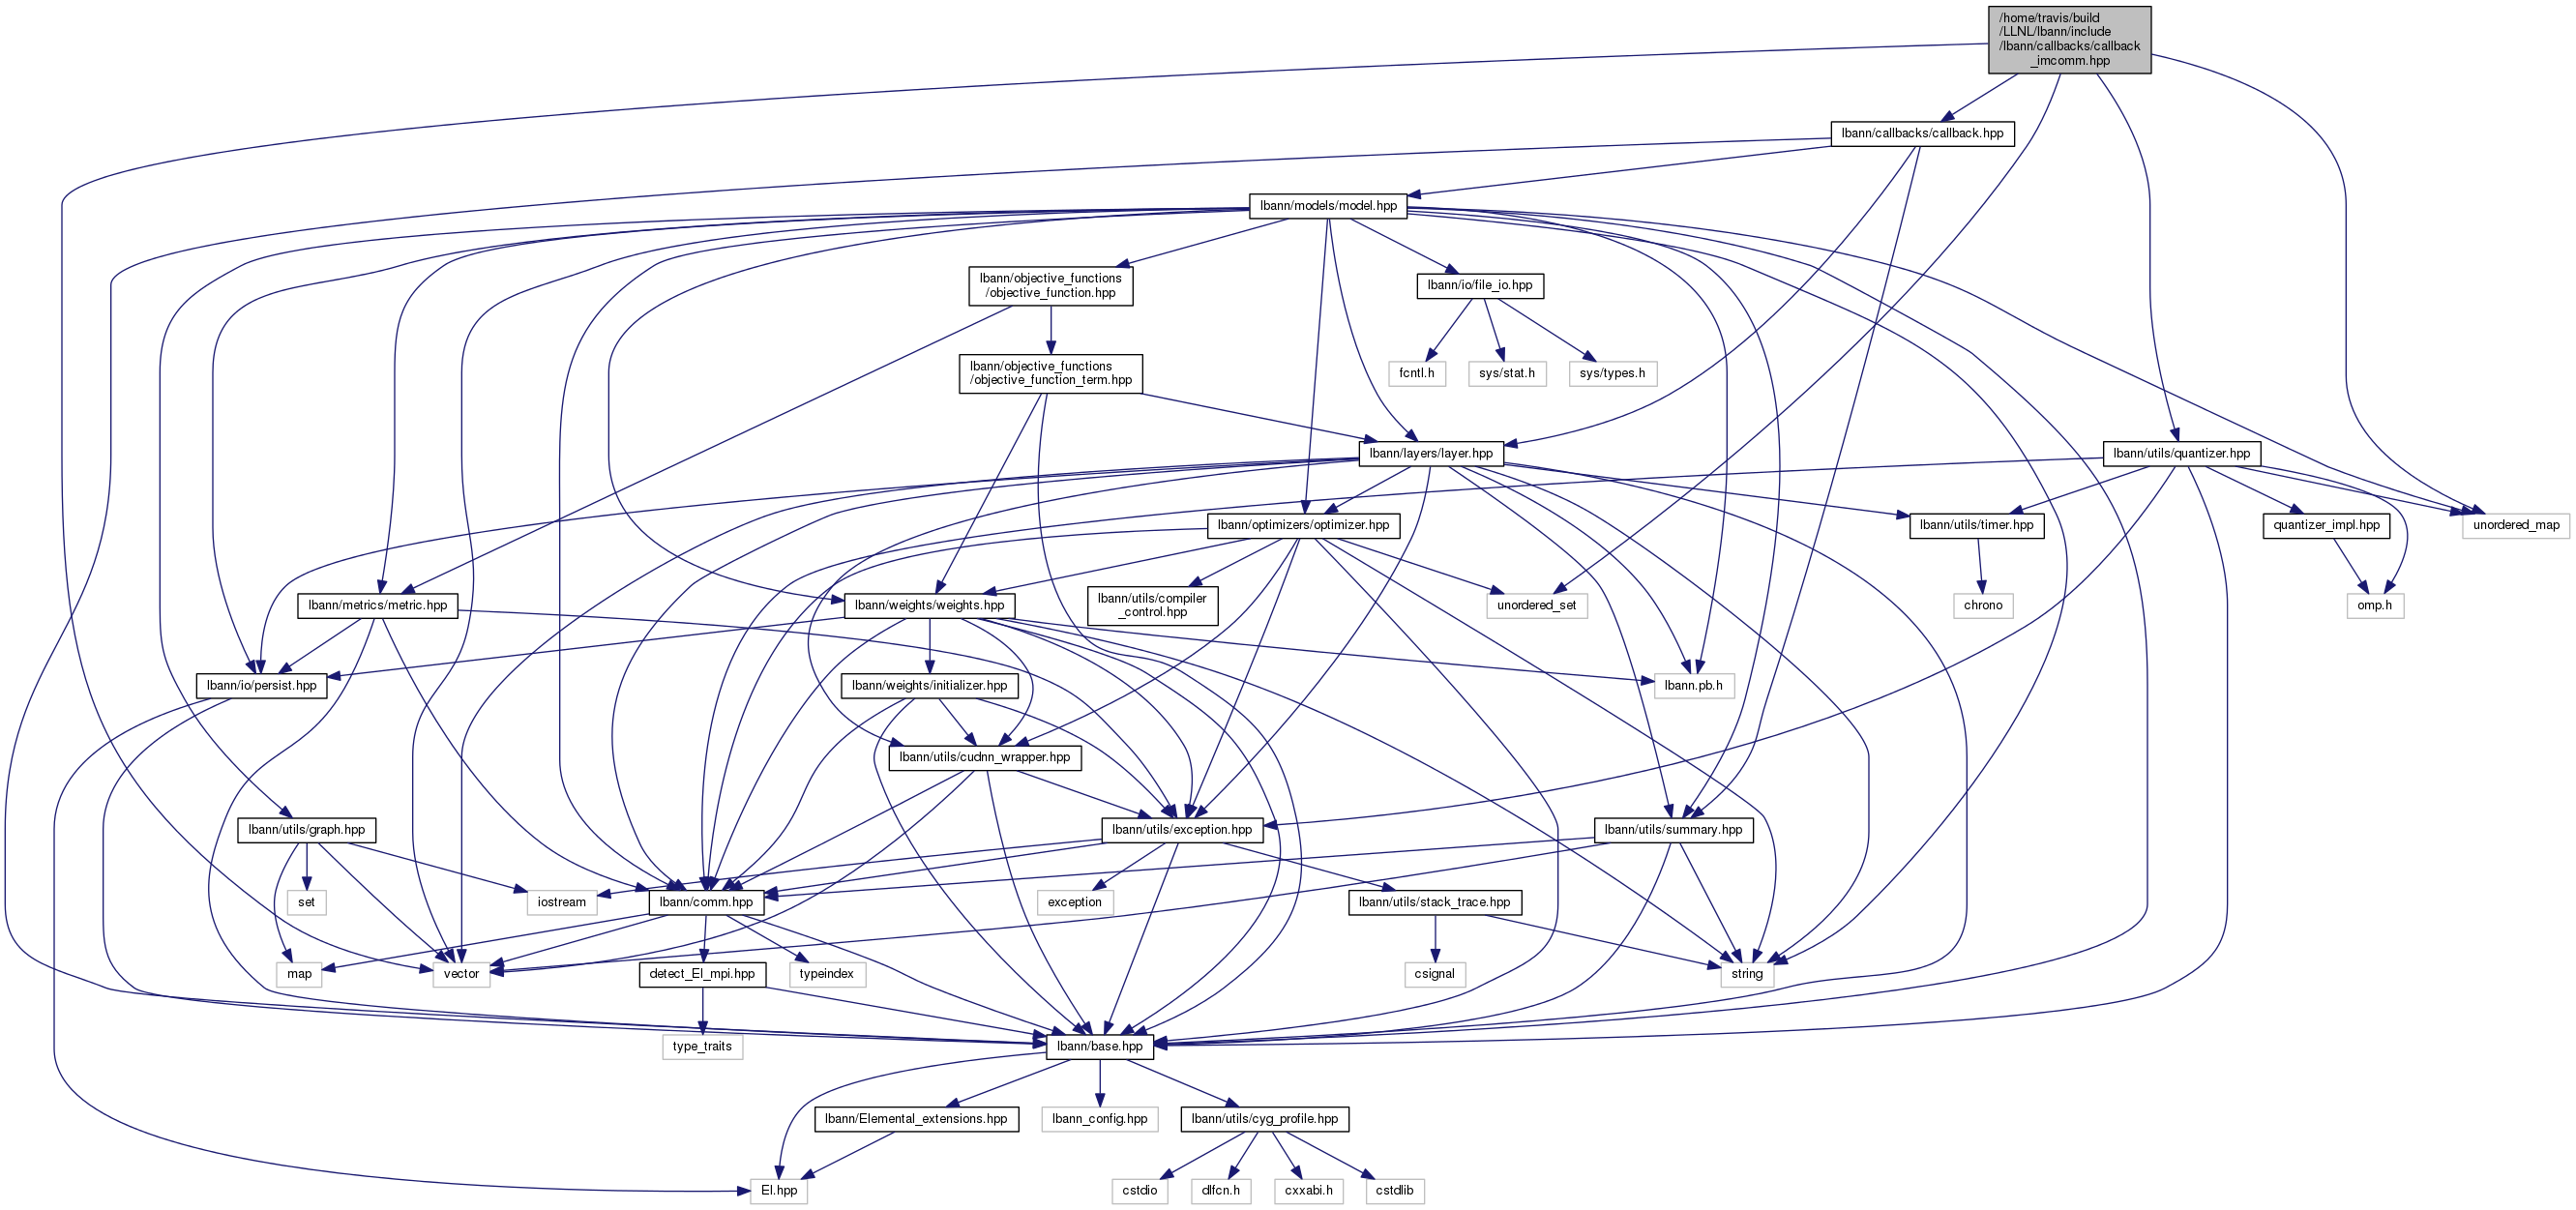 /home/travis/build
/LLNL/lbann/include
/lbann/callbacks/callback
_imcomm.hpp
lbann/callbacks/callback.hpp
lbann/models/model.hpp
lbann/objective_functions
/objective_function.hpp
lbann/io/file_io.hpp
lbann/objective_functions
/objective_function_term.hpp
fcntl.h
sys/stat.h
sys/types.h
lbann/layers/layer.hpp
lbann/utils/quantizer.hpp
lbann/optimizers/optimizer.hpp
lbann/utils/timer.hpp
quantizer_impl.hpp
unordered_map
lbann/metrics/metric.hpp
lbann/weights/weights.hpp
lbann/utils/compiler
_control.hpp
unordered_set
chrono
omp.h
lbann/io/persist.hpp
lbann/weights/initializer.hpp
lbann.pb.h
lbann/utils/cudnn_wrapper.hpp
lbann/utils/graph.hpp
lbann/utils/exception.hpp
lbann/utils/summary.hpp
set
iostream
lbann/comm.hpp
exception
lbann/utils/stack_trace.hpp
map
vector
detect_El_mpi.hpp
typeindex
csignal
string
type_traits
lbann/base.hpp
lbann/Elemental_extensions.hpp
lbann_config.hpp
lbann/utils/cyg_profile.hpp
El.hpp
cstdio
dlfcn.h
cxxabi.h
cstdlib